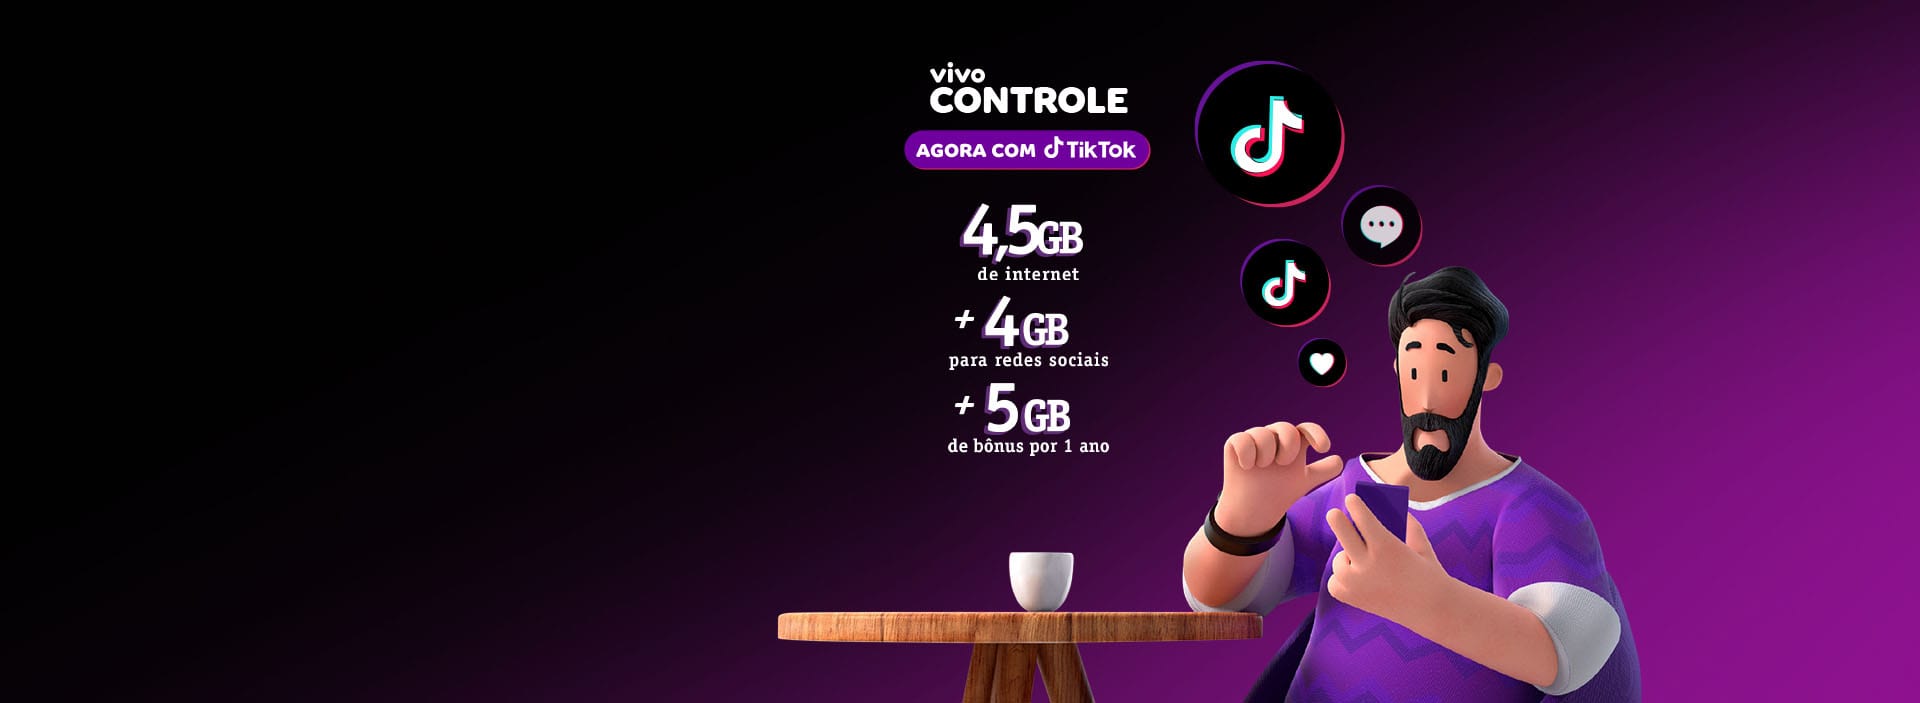 vivo
CONTROLE
AGORA COM TikTok
4,5GB
de internet
+ 4GB
para redes sociais
+ 5GB
de bônus por 1 ano